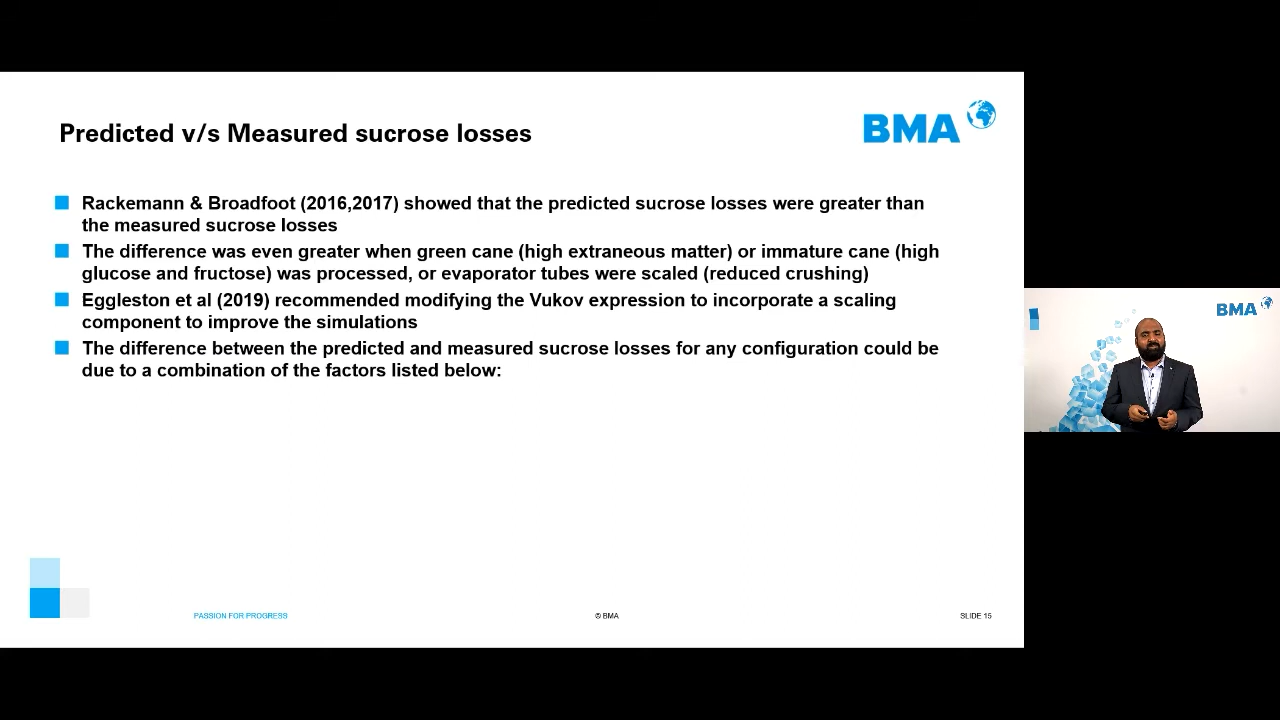 Predicted v/s Measured sucrose losses
BMA
Rackemann & Broadfoot (2016,2017) showed that the predicted sucrose losses were greater than
the measured sucrose losses
The difference was even greater when green cane (high extraneous matter) or immature cane (high
glucose and fructose) was processed, or evaporator tubes were scaled (reduced crushing)
Eggleston et al (2019) recommended modifying the Vukov expression to incorporate a scaling
component to improve the simulations
The difference between the predicted and measured sucrose losses for any configuration could be
due to a combination of the factors listed below:
PASSION FOR PROGRESS
© BMA
SLIDE 15
BMA